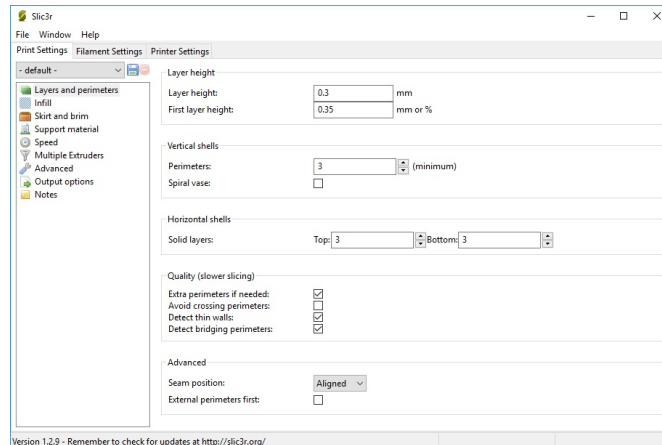 Slic3r
File Window Help
Print Settings Filament Settings Printer Settings
- default -
Layers and perimeters
Infill
Skirt and brim
Support material
Speed
Multiple Extruders
Advanced
Output options
Notes
Layer height
Layer height: 0.3 mm
First layer height: 0.35 mm or %
Vertical shells
Perimeters: 3 (minimum)
Spiral vase:
Horizontal shells
Solid layers: Top: 3 Bottom: 3
Quality (slower slicing)
Extra perimeters if needed:
Avoid crossing perimeters:
Detect thin walls:
Detect bridging perimeters:
Advanced
Seam position: Aligned
External perimeters first:
Version 1.2.9 - Remember to check for updates at http://slic3r.org/